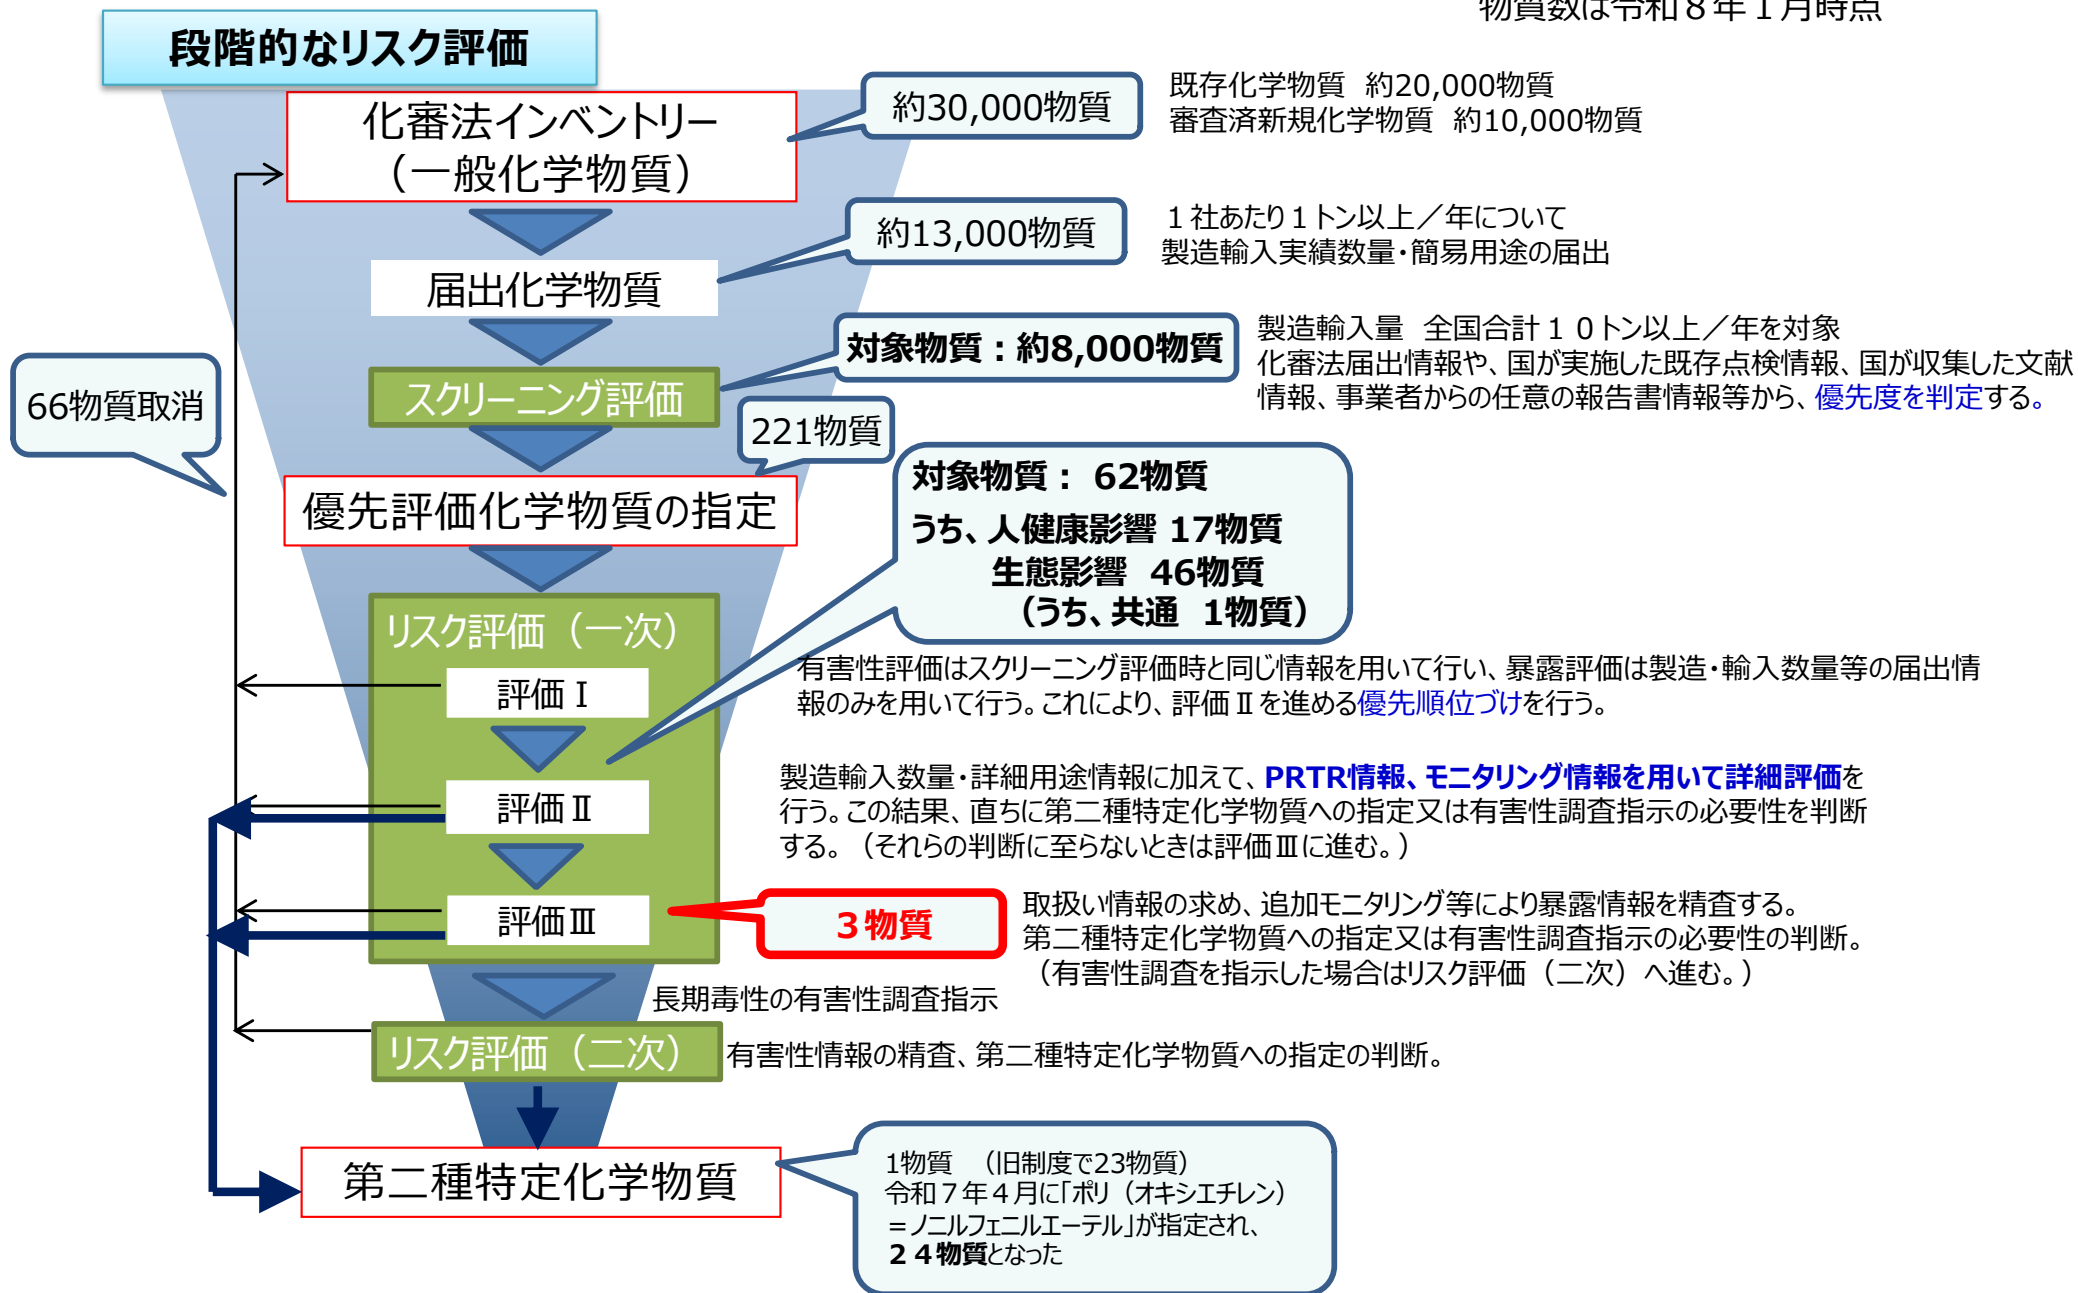 物質数は令和８年１月時点
段階的なリスク評価
化審法インベントリー
（一般化学物質）
約30,000物質
既存化学物質　約20,000物質
審査済新規化学物質　約10,000物質
約13,000物質
１社あたり１トン以上／年について
製造輸入実績数量・簡易用途の届出
届出化学物質
対象物質：約8,000物質
製造輸入量　全国合計１０トン以上／年を対象
化審法届出情報や、国が実施した既存点検情報、国が収集した文献
情報、事業者からの任意の報告書情報等から、優先度を判定する。
スクリーニング評価
66物質取消
221物質
優先評価化学物質の指定
対象物質： 62物質
うち、人健康影響 17物質
生態影響 46物質
（うち、共通 1物質）
リスク評価（一次）
有害性評価はスクリーニング評価時と同じ情報を用いて行い、暴露評価は製造・輸入数量等の届出情
報のみを用いて行う。これにより、評価Ⅱを進める優先順位づけを行う。
評価Ⅰ
製造輸入数量・詳細用途情報に加えて、PRTR情報、モニタリング情報を用いて詳細評価を
行う。この結果、直ちに第二種特定化学物質への指定又は有害性調査指示の必要性を判断
する。（それらの判断に至らないときは評価Ⅲに進む。）
評価Ⅱ
評価Ⅲ
３物質
取扱い情報の求め、追加モニタリング等により暴露情報を精査する。
第二種特定化学物質への指定又は有害性調査指示の必要性の判断。
（有害性調査を指示した場合はリスク評価（二次）へ進む。）
長期毒性の有害性調査指示
リスク評価（二次）
有害性情報の精査、第二種特定化学物質への指定の判断。
第二種特定化学物質
1物質　（旧制度で23物質）
令和７年４月に「ポリ（オキシエチレン）
＝ノニルフェニルエーテル」が指定され、
２４物質となった